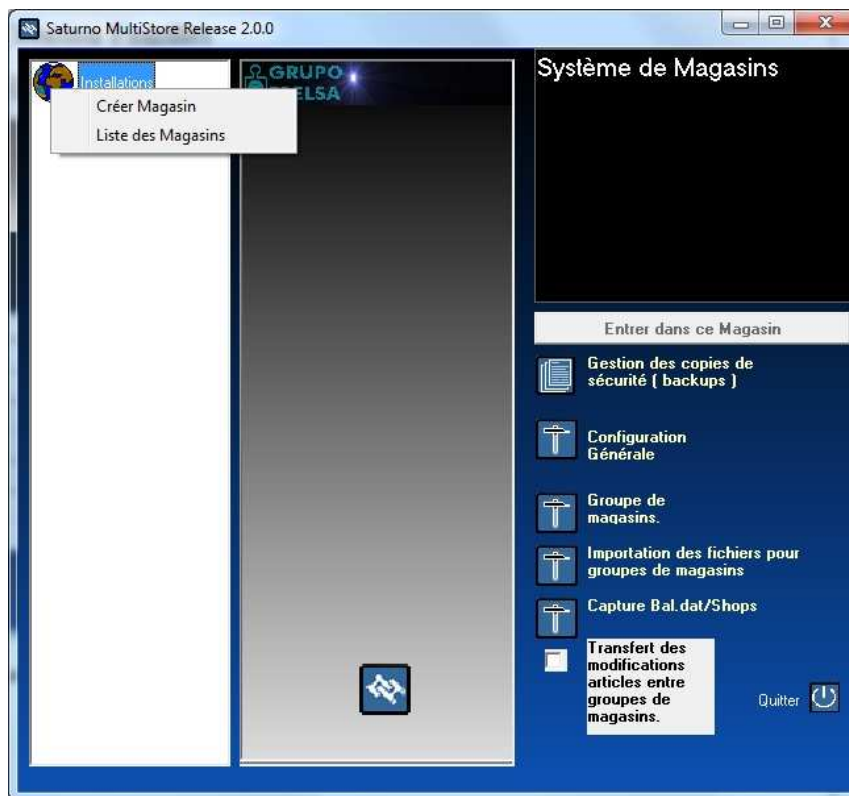 Saturno MultiStore Release 2.0.0
Installations
Créer Magasin
Liste des Magasins
GRUPO
Système de Magasins
Entrer dans ce Magasin
Gestion des copies de
sécurité ( backups )
Configuration
Générale
Groupe de
magasins.
Importation des fichiers pour
groupes de magasins
Capture Bal.dat/Shops
Transfert des
modifications
articles entre
groupes de
magasins.
Quitter